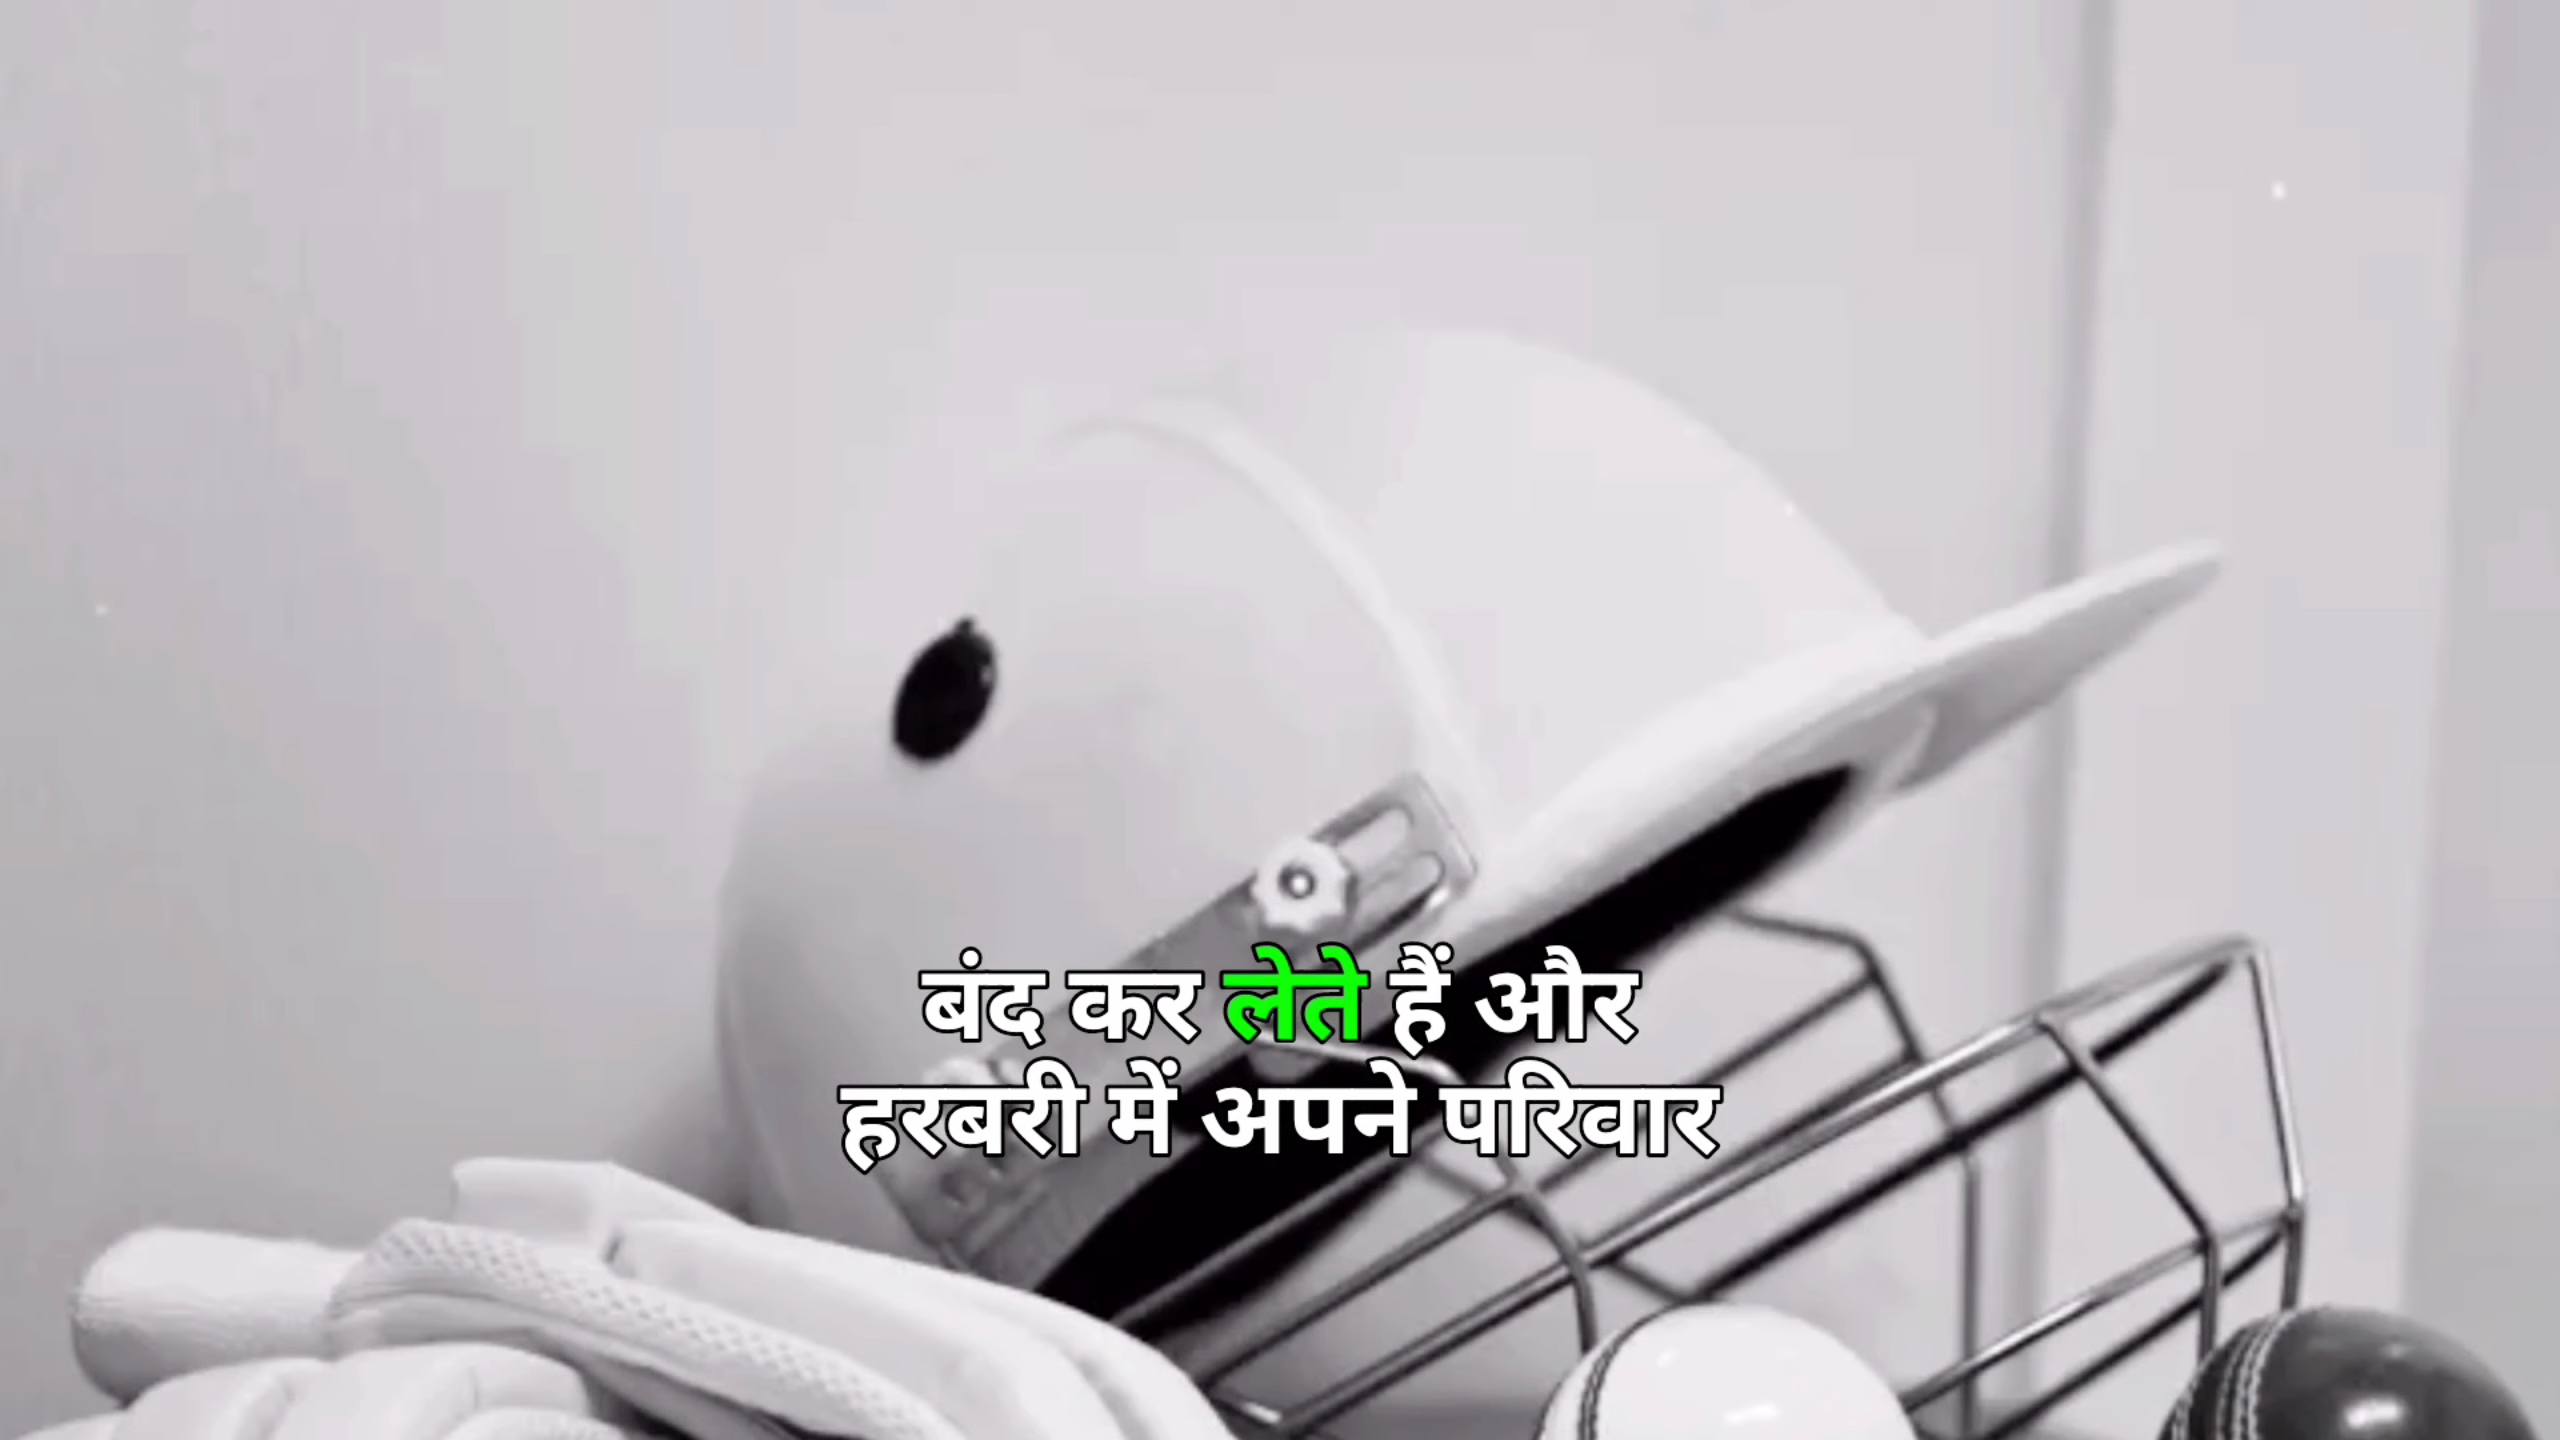 बंद कर लेते हैं और
हरबरी में अपने परिवार